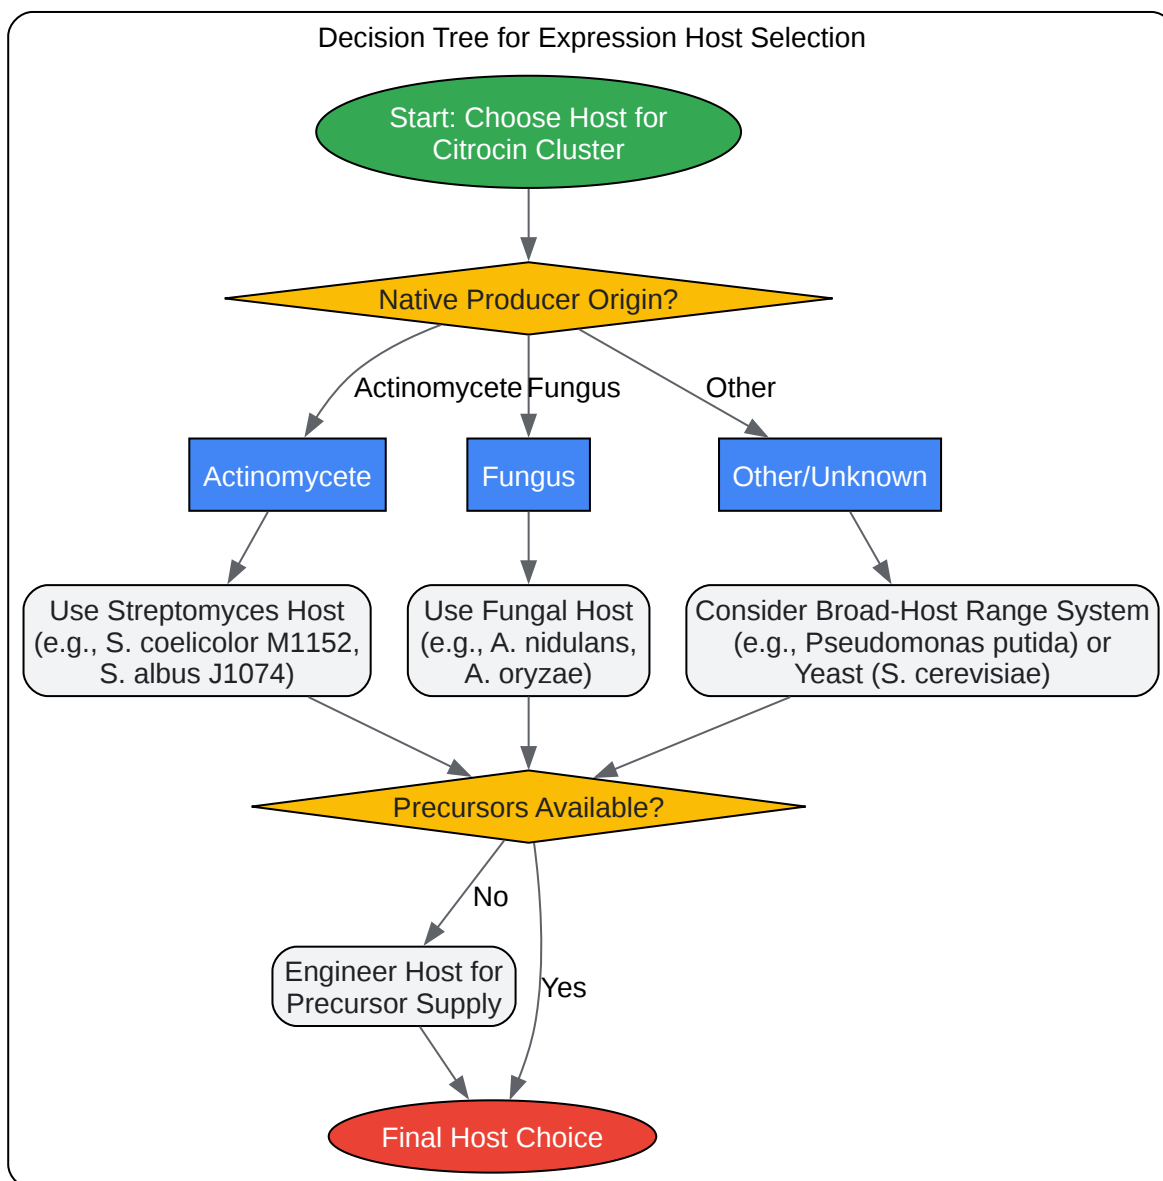 Decision Tree for Expression Host Selection
Start: Choose Host for
Citrocin Cluster
Native Producer Origin?
Actinomycete
Fungus
Other
Actinomycete
Fungus
Other/Unknown
Use Streptomyces Host
(e.g., S. coelicolor M1152,
S. albus J1074)
Use Fungal Host
(e.g., A. nidulans,
A. oryzae)
Consider Broad-Host Range System
(e.g., Pseudomonas putida) or
Yeast (S. cerevisiae)
Precursors Available?
No
Engineer Host for
Precursor Supply
Yes
Final Host Choice